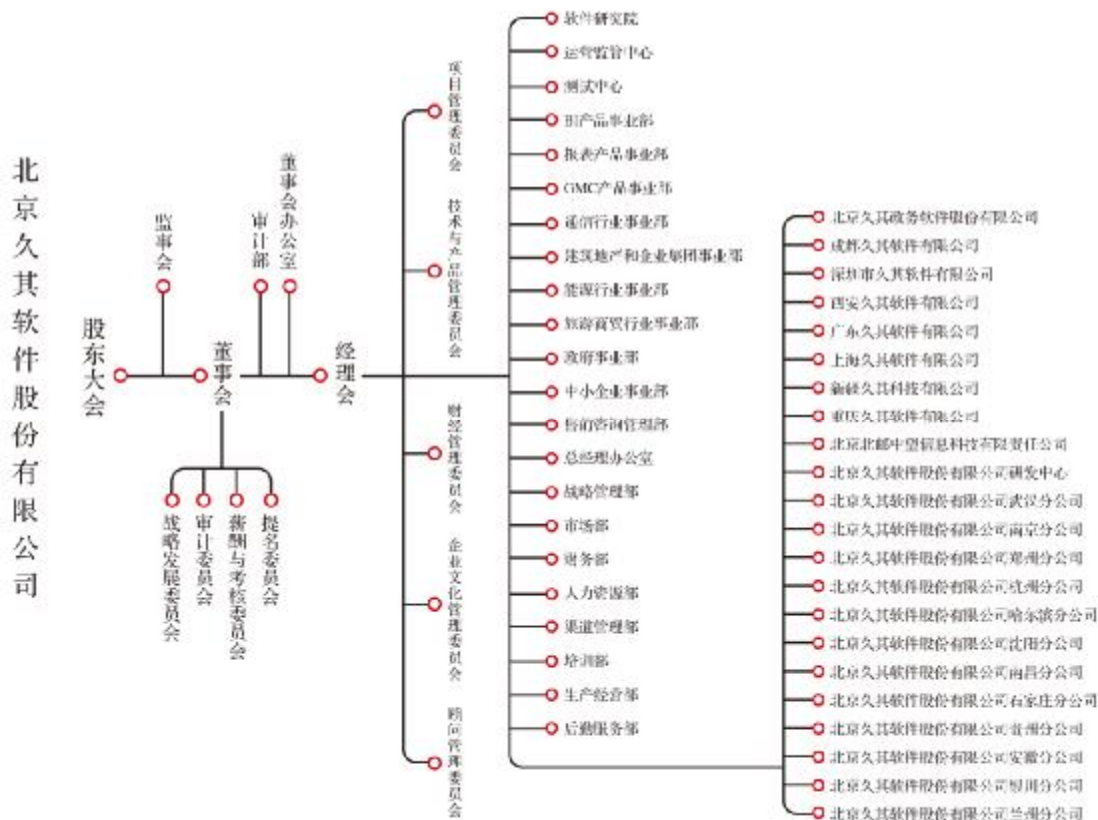 北京久其软件股份有限公司
股东大会
监事会
董事会
审计部
董事会办公室
经理会
战略发展委员会
审计委员会
薪酬与考核委员会
提名委员会
项目管理委员会
技术与产品管理委员会
财经管理委员会
企业文化管理委员会
顾问管理委员会
软件研究院
运营监管中心
测试中心
BI产品事业部
报表产品事业部
GMC产品事业部
通信行业事业部
建筑地产和企业集团事业部
能源行业事业部
旅游商贸行业事业部
政府事业部
中小企业事业部
售前咨询管理部
总经理办公室
战略管理部
市场部
财务部
人力资源部
渠道管理部
培训部
生产经营部
后勤服务部
北京久其政务软件股份有限公司
成都久其软件有限公司
深圳市久其软件有限公司
西安久其软件有限公司
广东久其软件有限公司
上海久其软件有限公司
新疆久其科技有限公司
重庆久其软件有限公司
北京北邮中望信息科技有限责任公司
北京久其软件股份有限公司研发中心
北京久其软件股份有限公司武汉分公司
北京久其软件股份有限公司南京分公司
北京久其软件股份有限公司郑州分公司
北京久其软件股份有限公司杭州分公司
北京久其软件股份有限公司哈尔滨分公司
北京久其软件股份有限公司沈阳分公司
北京久其软件股份有限公司南昌分公司
北京久其软件股份有限公司石家庄分公司
北京久其软件股份有限公司贵州分公司
北京久其软件股份有限公司安徽分公司
北京久其软件股份有限公司银川分公司
北京久其软件股份有限公司兰州分公司